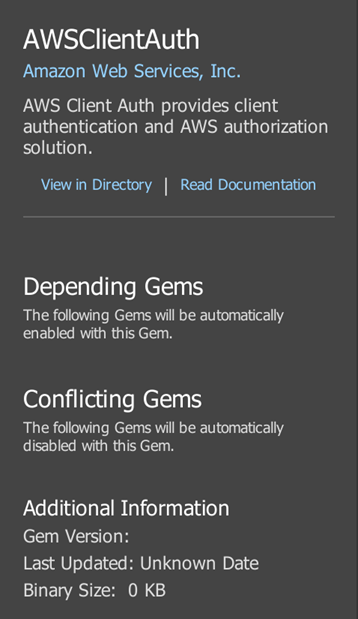 AWSClientAuth
Amazon Web Services, Inc.
AWS Client Auth provides client
authentication and AWS authorization
solution.
View in Directory | Read Documentation
Depending Gems
The following Gems will be automatically
enabled with this Gem.
Conflicting Gems
The following Gems will be automatically
disabled with this Gem.
Additional Information
Gem Version:
Last Updated: Unknown Date
Binary Size:  0 KB